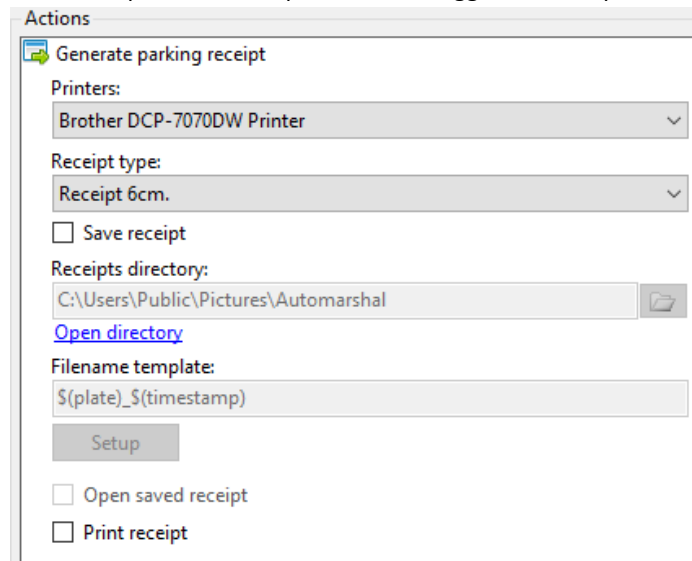 Actions
Generate parking receipt
Printers:
Brother DCP-7070DW Printer
Receipt type:
Receipt 6cm.
Save receipt
Receipts directory:
C:\Users\Public\Pictures\Automarshal
Open directory
Filename template:
$(plate)_$(timestamp)
Setup
Open saved receipt
Print receipt